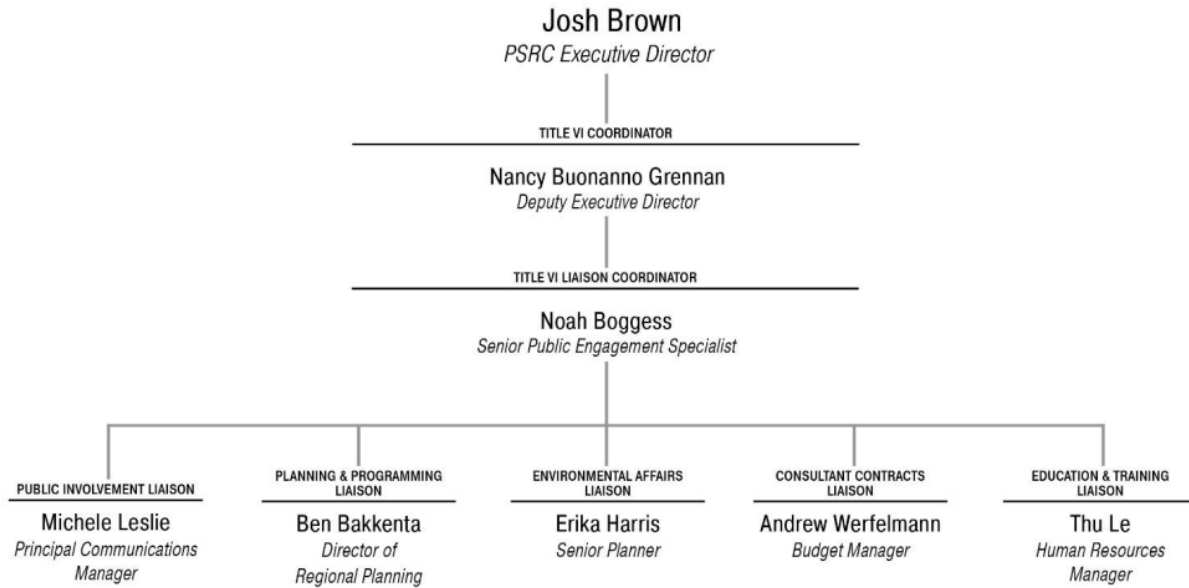 Josh Brown
PSRC Executive Director
TITLE VI COORDINATOR
Nancy Buonanno Grennan
Deputy Executive Director
TITLE VI LIAISON COORDINATOR
Noah Boggess
Senior Public Engagement Specialist
PUBLIC INVOLVEMENT LIAISON
Michele Leslie
Principal Communications
Manager
PLANNING & PROGRAMMING
LIAISON
Ben Bakkenta
Director of
Regional Planning
ENVIRONMENTAL AFFAIRS
LIAISON
Erika Harris
Senior Planner
CONSULTANT CONTRACTS
LIAISON
Andrew Werfelmann
Budget Manager
EDUCATION & TRAINING
LIAISON
Thu Le
Human Resources
Manager